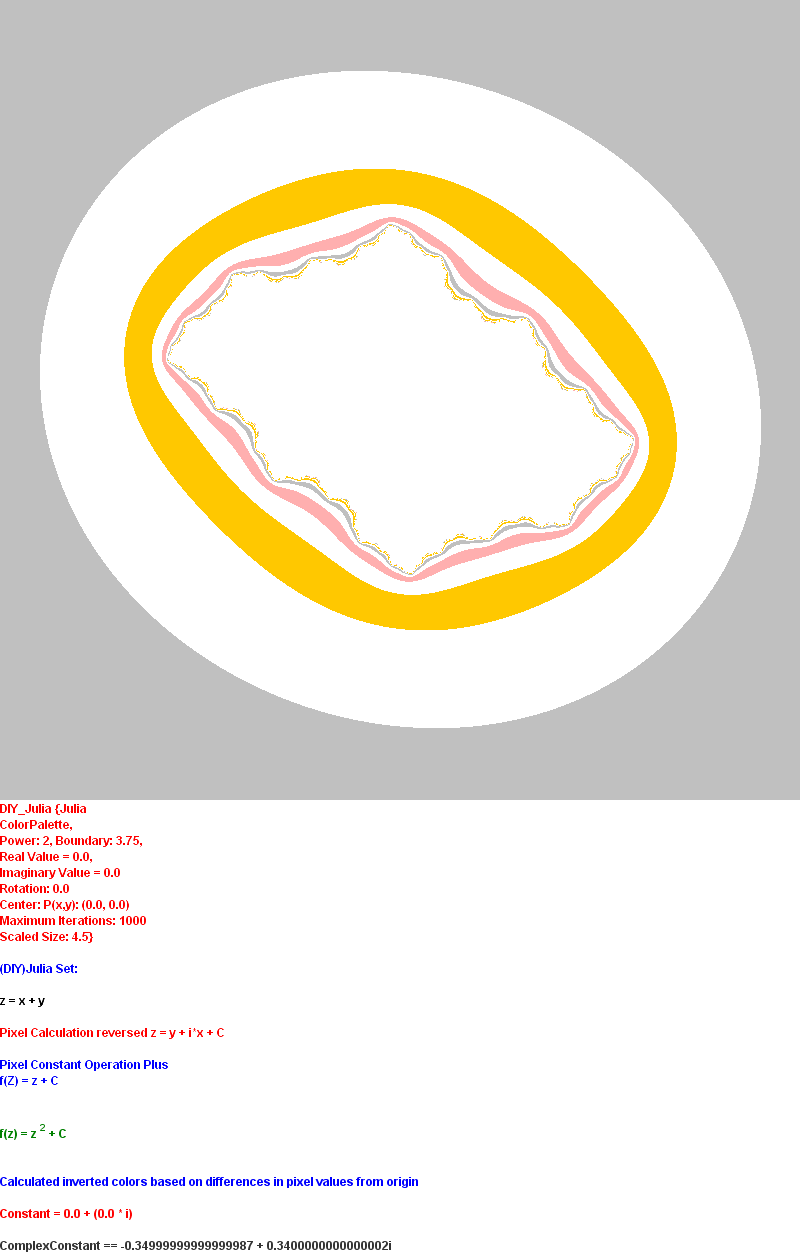 DIY_Julia {Julia
ColorPalette,
Power: 2, Boundary: 3.75,
Real Value = 0.0,
Imaginary Value = 0.0
Rotation: 0.0
Center: P(x,y): (0.0, 0.0)
Maximum Iterations: 1000
Scaled Size: 4.5}
(DIY)Julia Set:
z = x + y
Pixel Calculation reversed z = y + i*x + C
Pixel Constant Operation Plus
f(Z) = z + C
f(z) = z 2 + C
Calculated inverted colors based on differences in pixel values from origin
Constant = 0.0 + (0.0 * i)
ComplexConstant == -0.34999999999999987 + 0.3400000000000002i